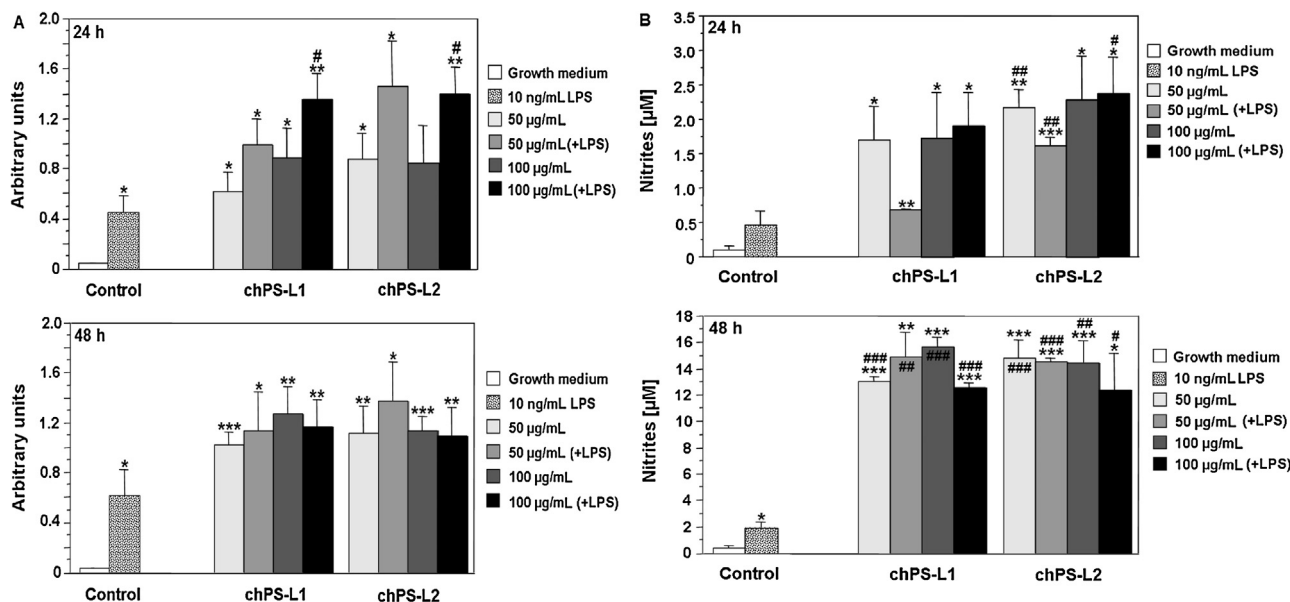 A
24 h
Arbitrary units
2.0
1.6
1.2
0.8
0.4
0
*
*
*
*
#
**
*
*
#
**
Control
chPS-L1
chPS-L2
Growth medium
10 ng/mL LPS
50 µg/mL
50 µg/mL (+LPS)
100 µg/mL
100 µg/mL (+LPS)
B
24 h
Nitrites [µM]
3.5
3.0
2.5
2.0
1.5
1.0
0.5
0
*
**
*
*
##
**
##
***
*
#
*
Control
chPS-L1
chPS-L2
Growth medium
10 ng/mL LPS
50 µg/mL
50 µg/mL (+LPS)
100 µg/mL
100 µg/mL (+LPS)
48 h
Arbitrary units
2.0
1.6
1.2
0.8
0.4
0
*
***
*
**
**
**
*
***
**
Control
chPS-L1
chPS-L2
Growth medium
10 ng/mL LPS
50 µg/mL
50 µg/mL (+LPS)
100 µg/mL
100 µg/mL (+LPS)
48 h
Nitrites [µM]
18
16
14
12
10
8
6
4
2
0
*
###
***
**
##
***
###
###
***
***
###
###
***
##
***
#
*
Control
chPS-L1
chPS-L2
Growth medium
10 ng/mL LPS
50 µg/mL
50 µg/mL (+LPS)
100 µg/mL
100 µg/mL (+LPS)